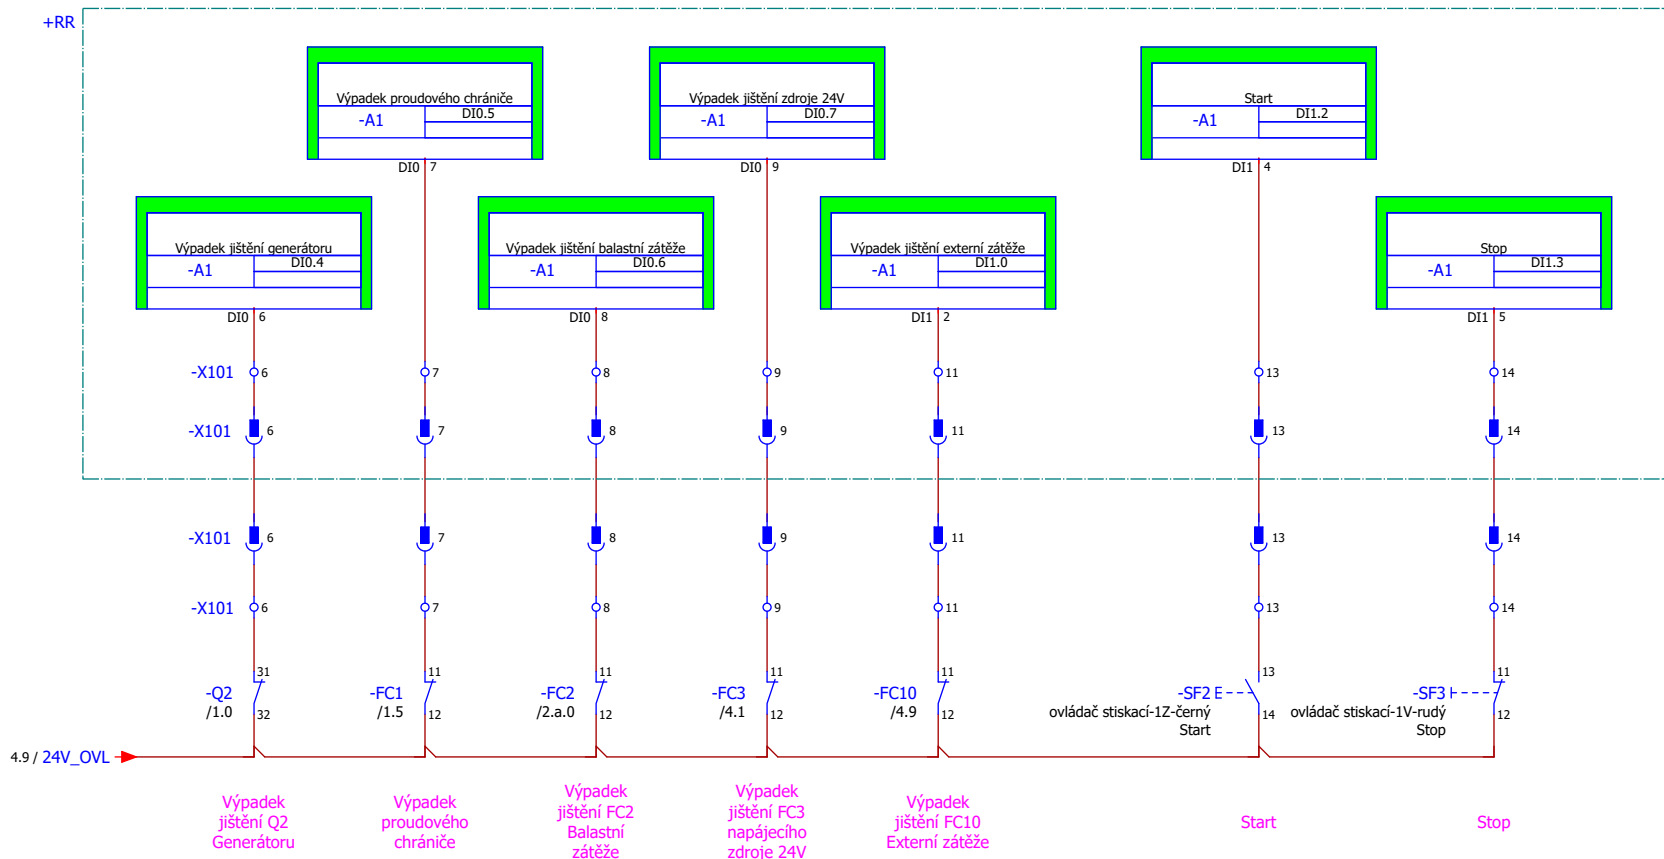 +RR
Výpadek proudového chrániče
-A1 DI0.5
DI0 7
Výpadek jištění zdroje 24V
-A1 DI0.7
DI0 9
Start
-A1 DI1.2
DI1 4
Výpadek jištění generátoru
-A1 DI0.4
DI0 6
Výpadek jištění balastní zátěže
-A1 DI0.6
DI0 8
Výpadek jištění externí zátěže
-A1 DI1.0
DI1 2
Stop
-A1 DI1.3
DI1 5
-X101 6 7 8 9 11 13 14
-X101 6 7 8 9 11 13 14
-X101 6 7 8 9 11 13 14
-X101 6 7 8 9 11 13 14
31
-Q2
/1.0
32
11
-FC1
/1.5
12
11
-FC2
/2.a.0
12
11
-FC3
/4.1
12
11
-FC10
/4.9
12
13
-SF2
ovládač stiskací-1Z-černý
14
Start
11
-SF3
ovládač stiskací-1V-rudý
12
Stop
4.9 / 24V_OVL
Výpadek
jištění Q2
Generátoru
Výpadek
proudového
chrániče
Výpadek
jištění FC2
Balastní
zátěže
Výpadek
jištění FC3
napájecího
zdroje 24V
Výpadek
jištění FC10
Externí zátěže
Start
Stop